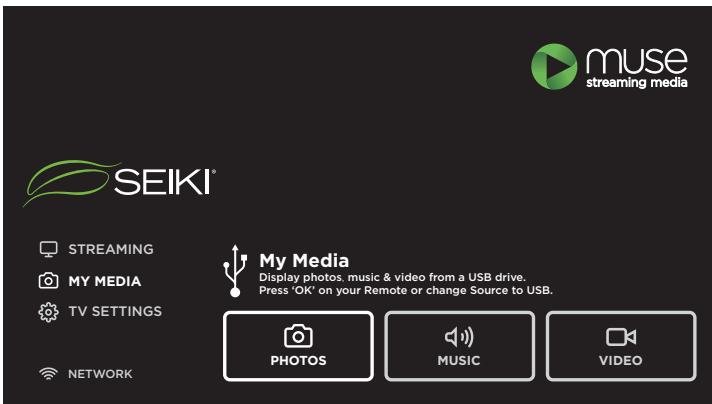 muse
streaming media
SEIKI®
STREAMING
MY MEDIA
TV SETTINGS
NETWORK
My Media
Display photos, music & video from a USB drive.
Press ‘OK’ on your Remote or change Source to USB.
PHOTOS
MUSIC
VIDEO